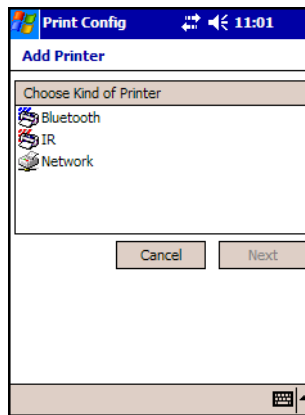 Print Config 11:01
Add Printer
Choose Kind of Printer
Bluetooth
IR
Network
Cancel Next